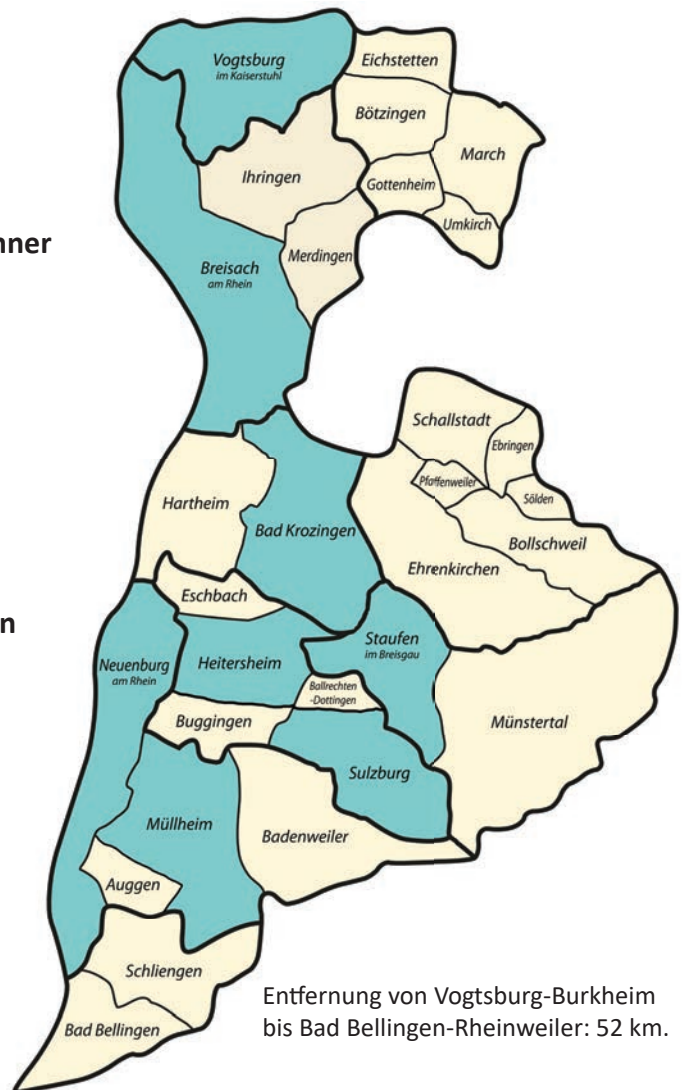 Vogtsburg
im Kaiserstuhl
Eichstetten
Bötzingen
March
Ihringen
Gottenheim
Umkirch
Merdingen
Breisach
am Rhein
Schallstadt
Ebringen
Pfaffenweiler
Sölden
Hartheim
Bad Krozingen
Bollschweil
Ehrenkirchen
Eschbach
Staufen
im Breisgau
Neuenburg
am Rhein
Heitersheim
Ballrechten
-Dottingen
Buggingen
Münstertal
Sulzburg
Müllheim
Badenweiler
Auggen
Schliengen
Bad Bellingen
Entfernung von Vogtsburg-Burkheim
bis Bad Bellingen-Rheinweiler: 52 km.